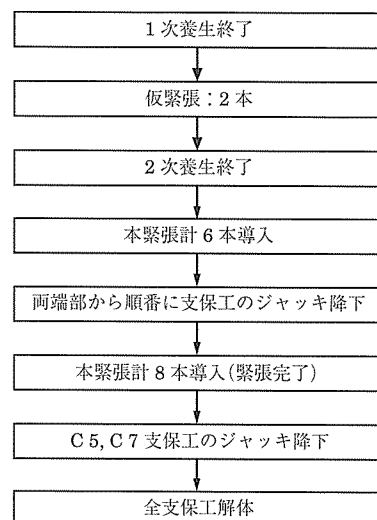 1次養生終了
仮緊張：2本
2次養生終了
本緊張計6本導入
両端部から順番に支保工のジャッキ降下
本緊張計8本導入(緊張完了)
C5, C7支保工のジャッキ降下
全支保工解体